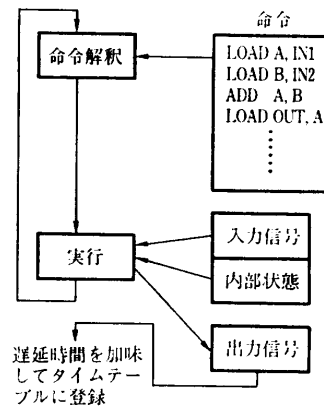 命令
命令解釈
LOAD A, IN1
LOAD B, IN2
ADD A, B
LOAD OUT, A
実行
入力信号
内部状態
出力信号
遅延時間を加味
してタイムテー
ブルに登録